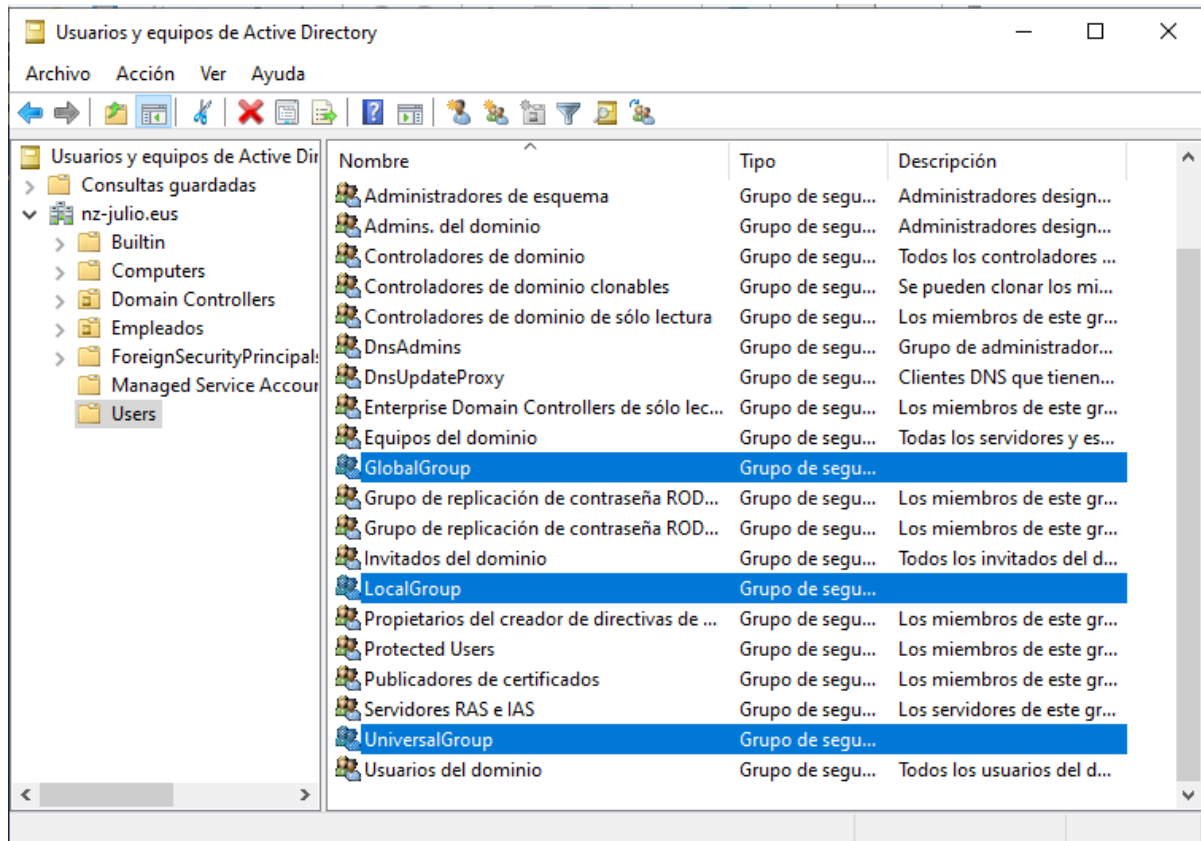 Usuarios y equipos de Active Directory
Archivo Acción Ver Ayuda
Usuarios y equipos de Active Dir
Consultas guardadas
nz-julio.eus
Builtin
Computers
Domain Controllers
Empleados
ForeignSecurityPrincipals
Managed Service Accour
Users
Nombre Tipo Descripción
Administradores de esquema Grupo de segu... Administradores design...
Admins. del dominio Grupo de segu... Administradores design...
Controladores de dominio Grupo de segu... Todos los controladores ...
Controladores de dominio clonables Grupo de segu... Se pueden clonar los mi...
Controladores de dominio de sólo lectura Grupo de segu... Los miembros de este gr...
DnsAdmins Grupo de segu... Grupo de administrador...
DnsUpdateProxy Grupo de segu... Clientes DNS que tienen...
Enterprise Domain Controllers de sólo lec... Grupo de segu... Los miembros de este gr...
Equipos del dominio Grupo de segu... Todas los servidores y es...
GlobalGroup Grupo de segu...
Grupo de replicación de contraseña ROD... Grupo de segu... Los miembros de este gr...
Grupo de replicación de contraseña ROD... Grupo de segu... Los miembros de este gr...
Invitados del dominio Grupo de segu... Todos los invitados del d...
LocalGroup Grupo de segu...
Propietarios del creador de directivas de ... Grupo de segu... Los miembros de este gr...
Protected Users Grupo de segu... Los miembros de este gr...
Publicadores de certificados Grupo de segu... Los miembros de este gr...
Servidores RAS e IAS Grupo de segu... Los servidores de este gr...
UniversalGroup Grupo de segu...
Usuarios del dominio Grupo de segu... Todos los usuarios del d...